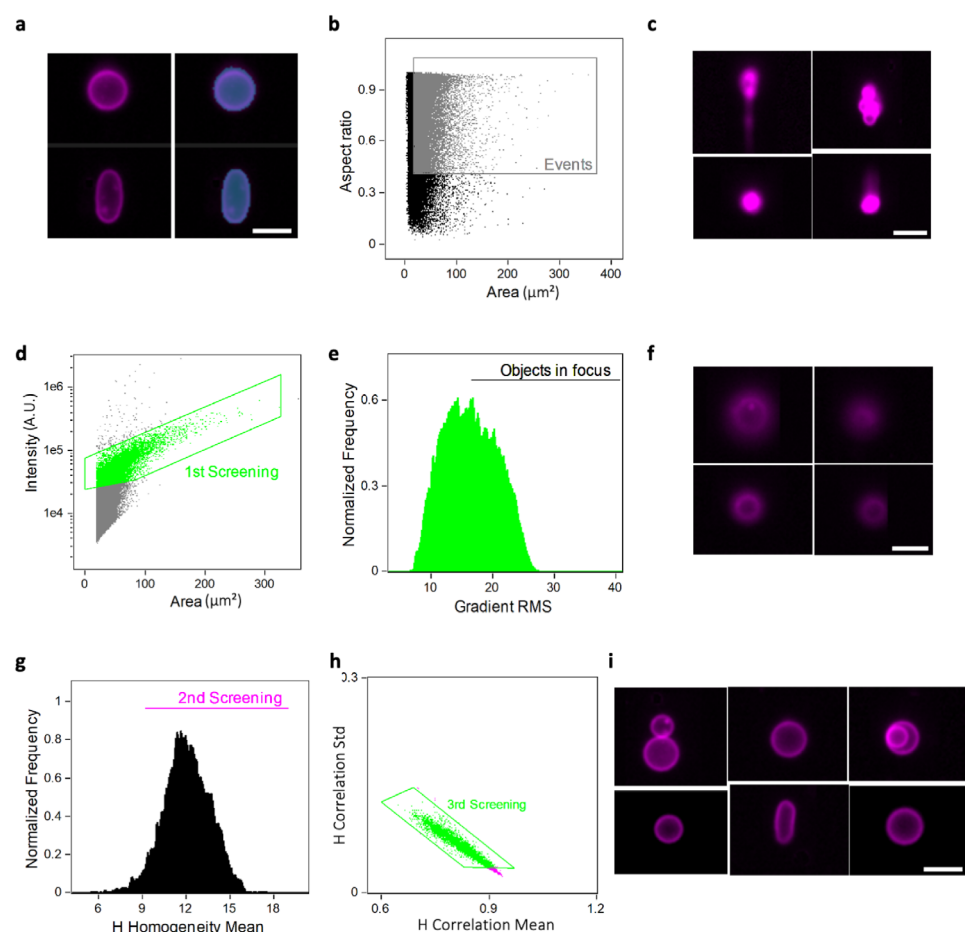 a
b
c
0.9
0.6
0.3
0
Aspect ratio
Events
0
100
200
300
400
Area (µm²)
d
e
f
1e6
1e5
1e4
Intensity (A.U.)
1st Screening
0
100
200
300
Area (µm²)
Objects in focus
0.6
0.3
0
Normalized Frequency
10
20
30
40
Gradient RMS
g
h
i
2nd Screening
1
0.8
0.6
0.4
0.2
0
Normalized Frequency
6
9
12
15
18
H Homogeneity Mean
0.3
0
H Correlation Std
3rd Screening
0.6
0.9
1.2
H Correlation Mean